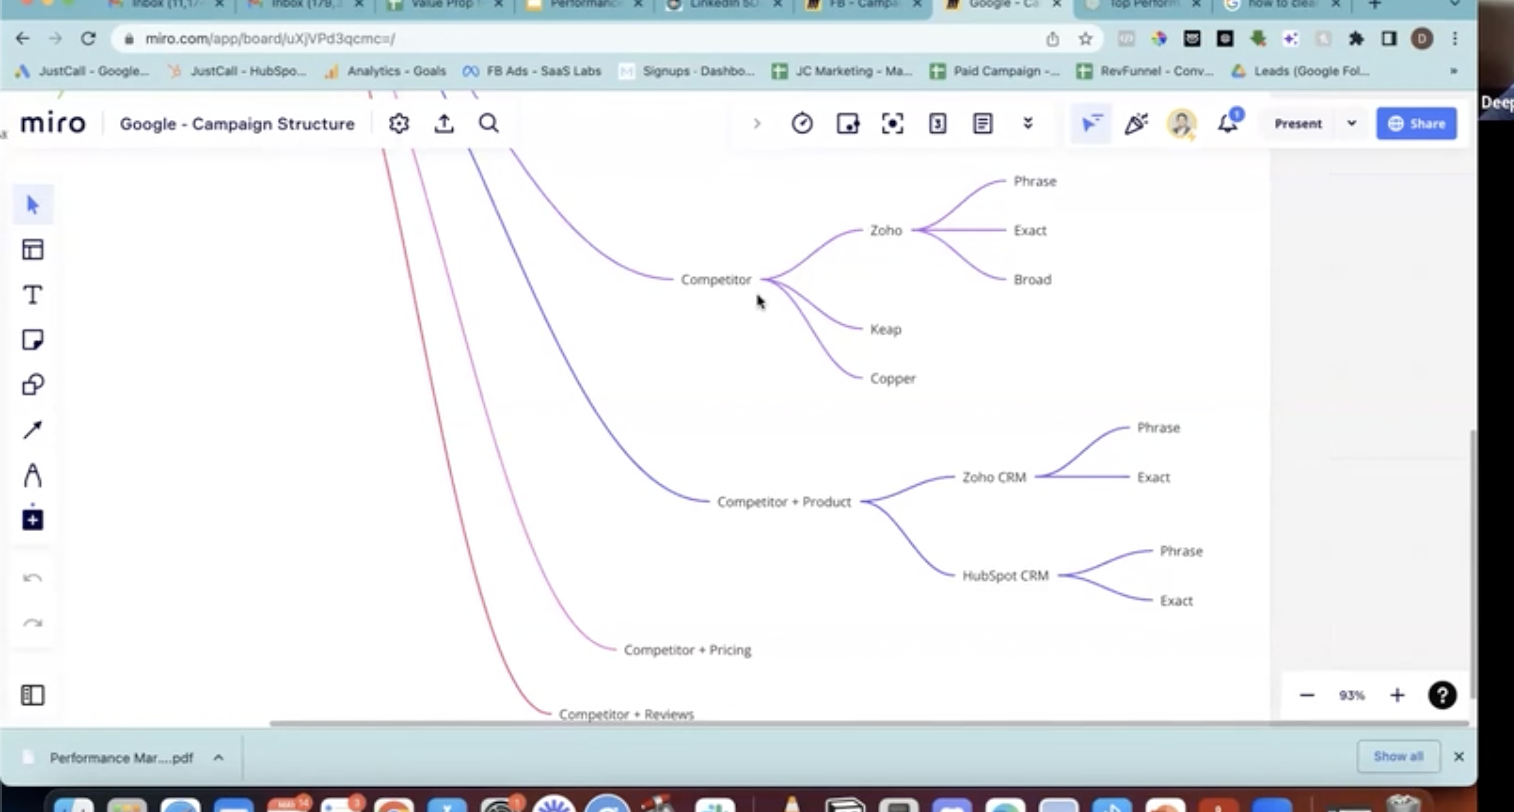 Inbox (11,17
Inbox (179,2
Value Prop
Performanc
LinkedIn SO
FB - Campa
Google - Ca
Top Perform
how to clea
miro.com/app/board/uXjVPd3qcmc=/
D
JustCall - Google...
JustCall - HubSpo...
Analytics - Goals
FB Ads - SaaS Labs
Signups - Dashbo...
JC Marketing - Ma...
Paid Campaign -...
RevFunnel - Conv...
Leads (Google Fol...
»
Deep
miro
Google - Campaign Structure
3
1
Present
Share
Phrase
Zoho
Exact
Competitor
Broad
Keap
Copper
Phrase
Zoho CRM
Exact
Competitor + Product
Phrase
HubSpot CRM
Exact
Competitor + Pricing
93%
?
Competitor + Reviews
Performance Mar....pdf
Show all